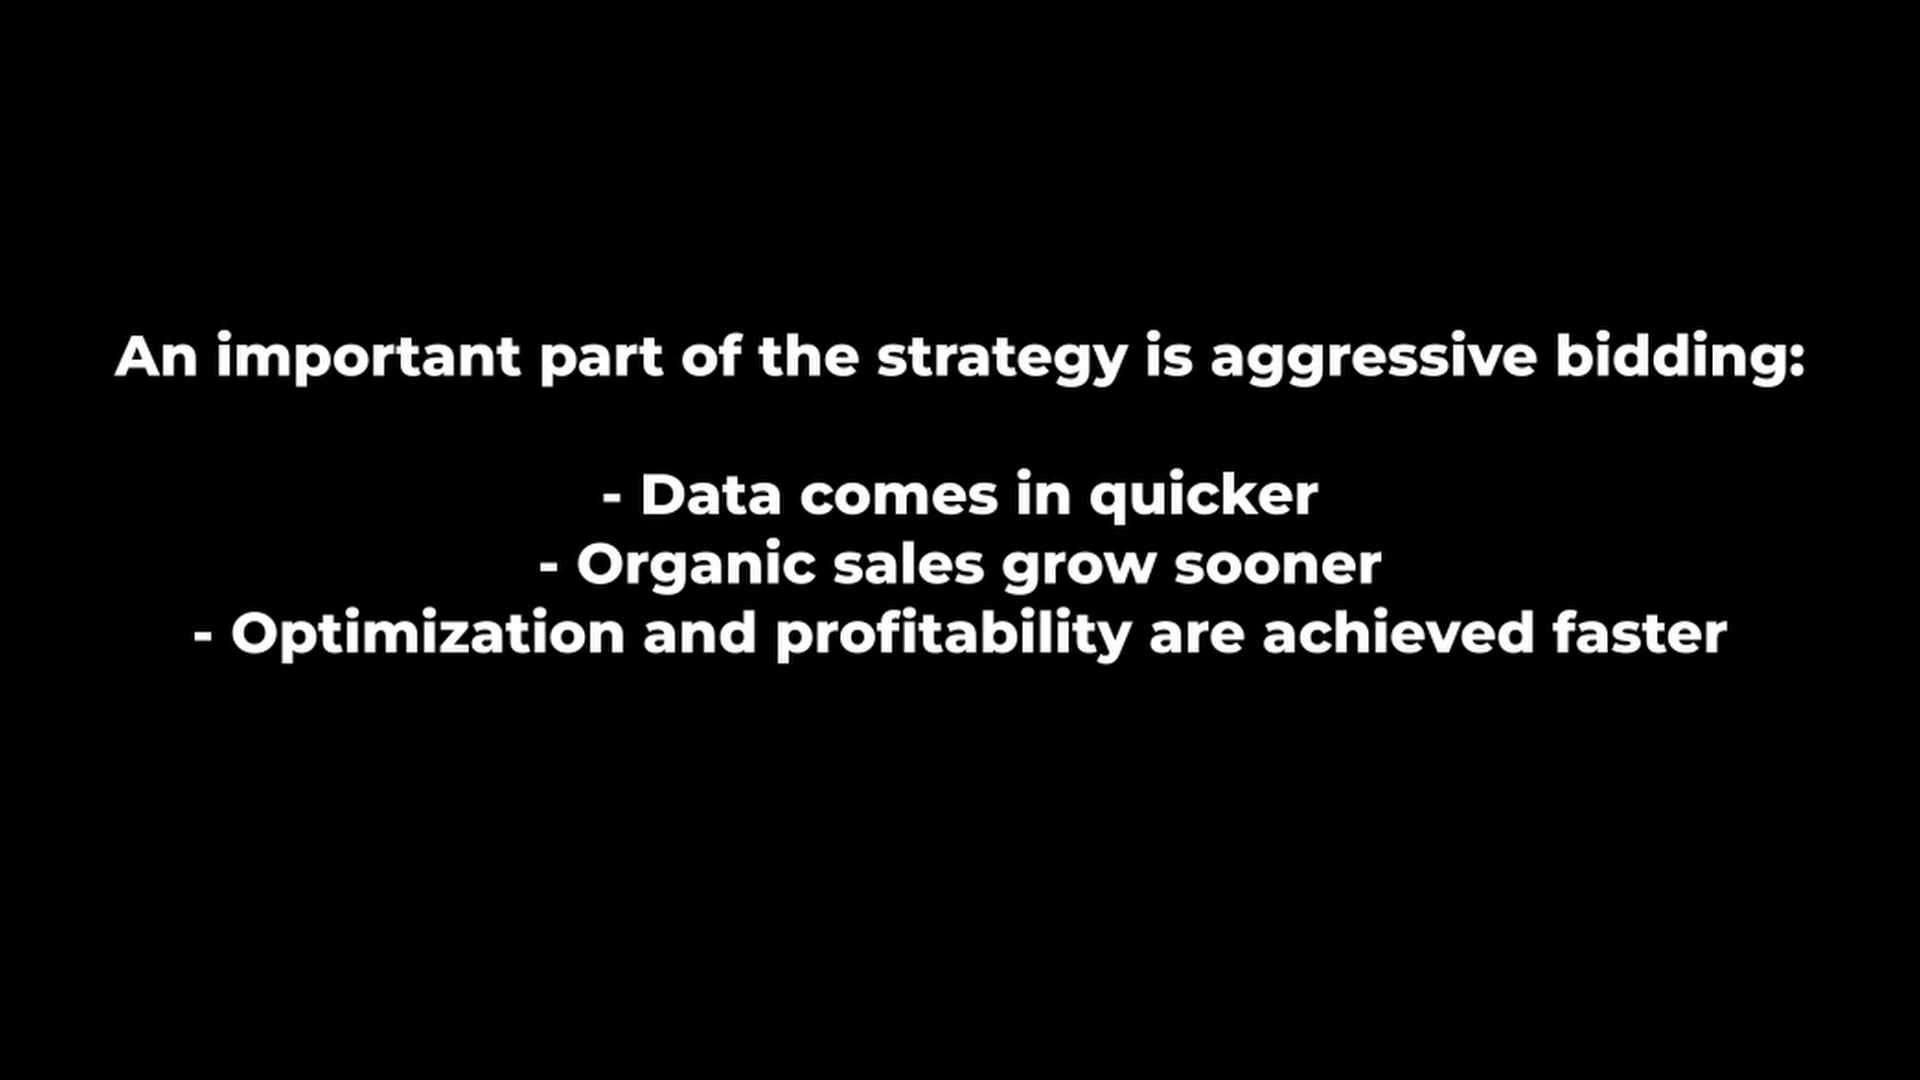 An important part of the strategy is aggressive bidding:
- Data comes in quicker
- Organic sales grow sooner
- Optimization and profitability are achieved faster